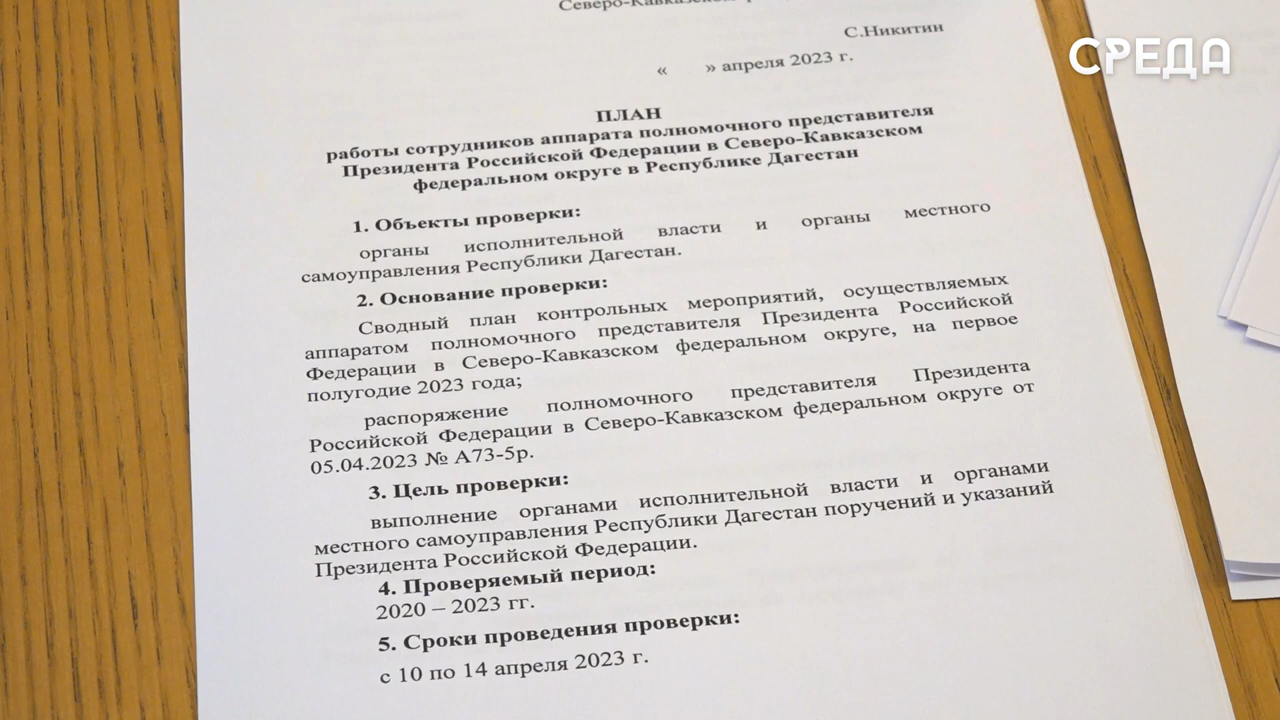 Северо-Кавказском
С.Никитин
« » апреля 2023 г.
СРЕДА
ПЛАН
работы сотрудников аппарата полномочного представителя
Президента Российской Федерации в Северо-Кавказском
федеральном округе в Республике Дагестан
1. Объекты проверки:
органы исполнительной власти и органы местного
самоуправления Республики Дагестан.
2. Основание проверки:
Сводный план контрольных мероприятий, осуществляемых
аппаратом полномочного представителя Президента Российской
Федерации в Северо-Кавказском федеральном округе, на первое
полугодие 2023 года;
распоряжение полномочного представителя Президента
Российской Федерации в Северо-Кавказском федеральном округе от
05.04.2023 № А73-5р.
3. Цель проверки:
выполнение органами исполнительной власти и органами
местного самоуправления Республики Дагестан поручений и указаний
Президента Российской Федерации.
4. Проверяемый период:
2020 – 2023 гг.
5. Сроки проведения проверки:
с 10 по 14 апреля 2023 г.